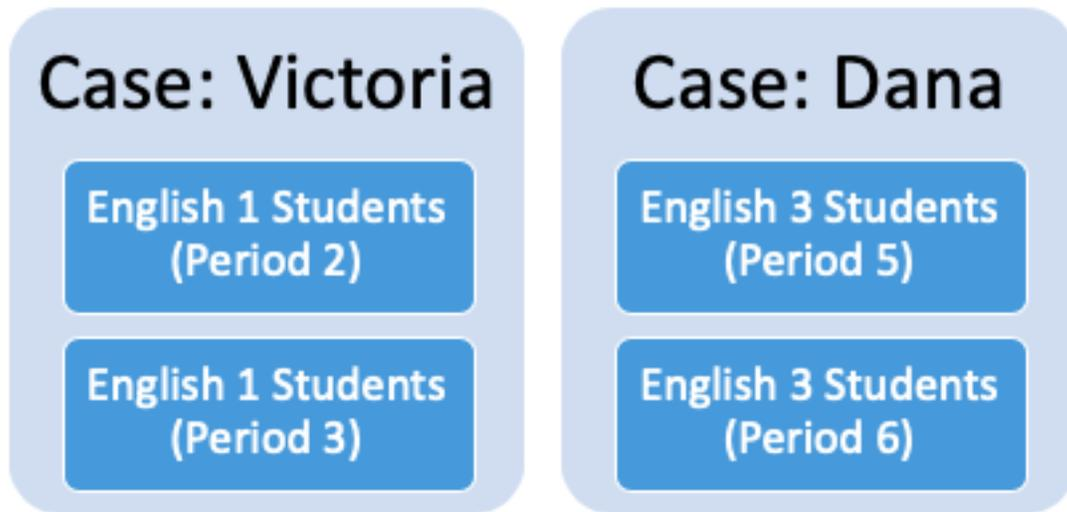 Case: Victoria
English 1 Students
(Period 2)
English 1 Students
(Period 3)
Case: Dana
English 3 Students
(Period 5)
English 3 Students
(Period 6)